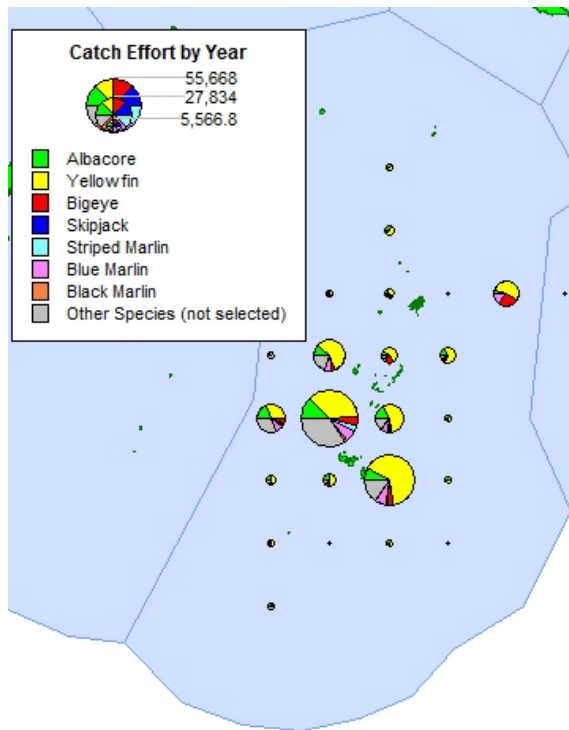 Catch Effort by Year
55,668
27,834
5,566.8
Albacore
Yellowfin
Bigeye
Skipjack
Striped Marlin
Blue Marlin
Black Marlin
Other Species (not selected)